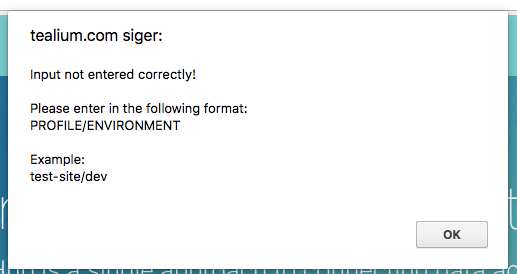 tealium.com siger:
Input not entered correctly!
Please enter in the following format:
PROFILE/ENVIRONMENT
Example:
test-site/dev
OK